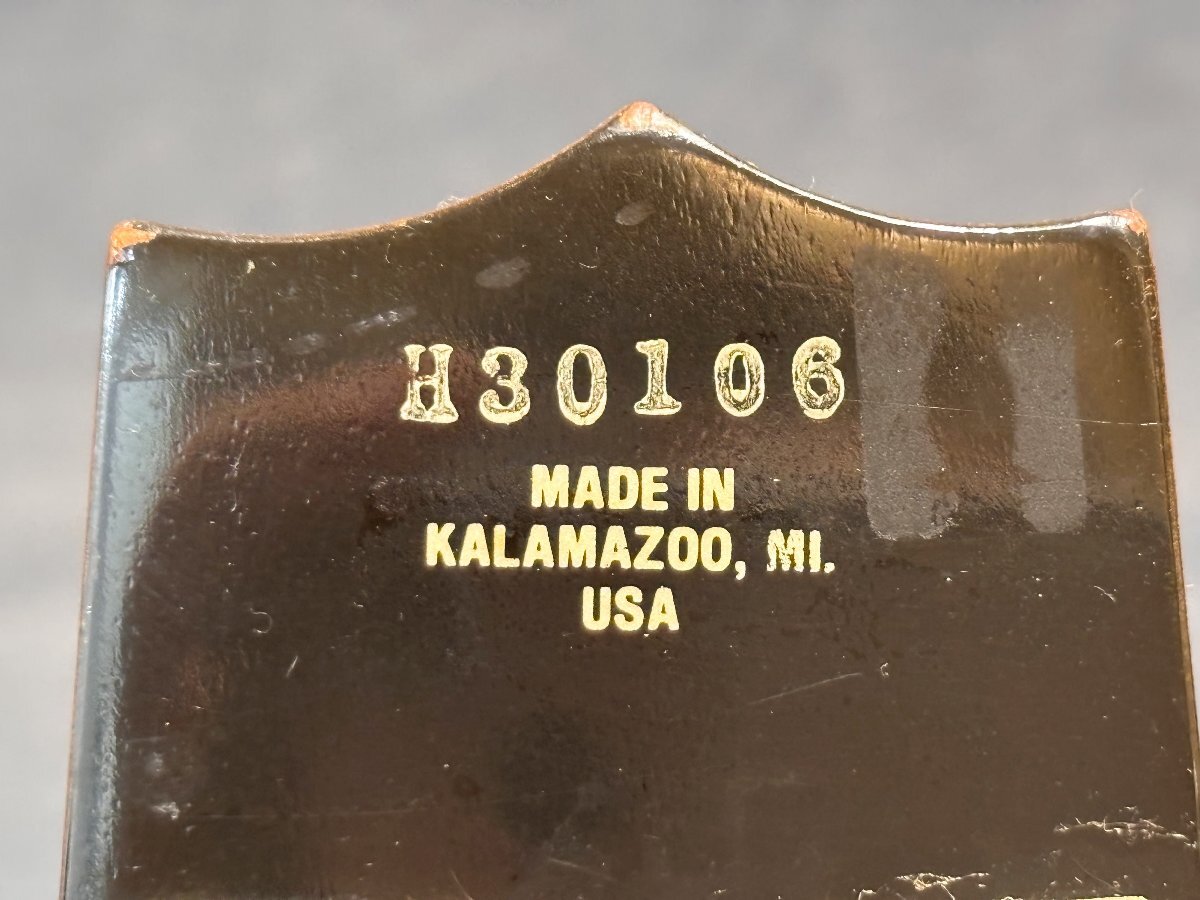 H30106
MADE IN
KALAMAZOO, MI.
USA